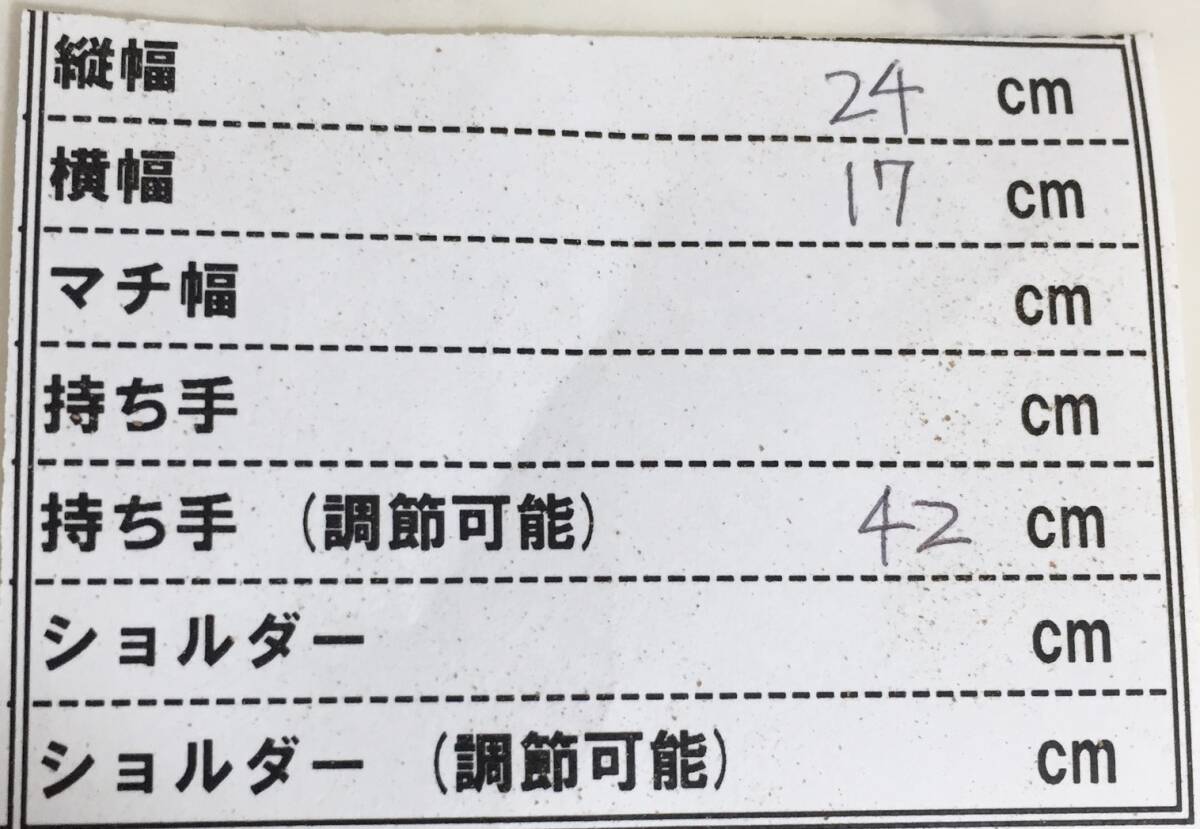 縦幅 24 cm
横幅 17 cm
マチ幅 cm
持ち手 cm
持ち手 (調節可能) 42 cm
ショルダー cm
ショルダー (調節可能) cm